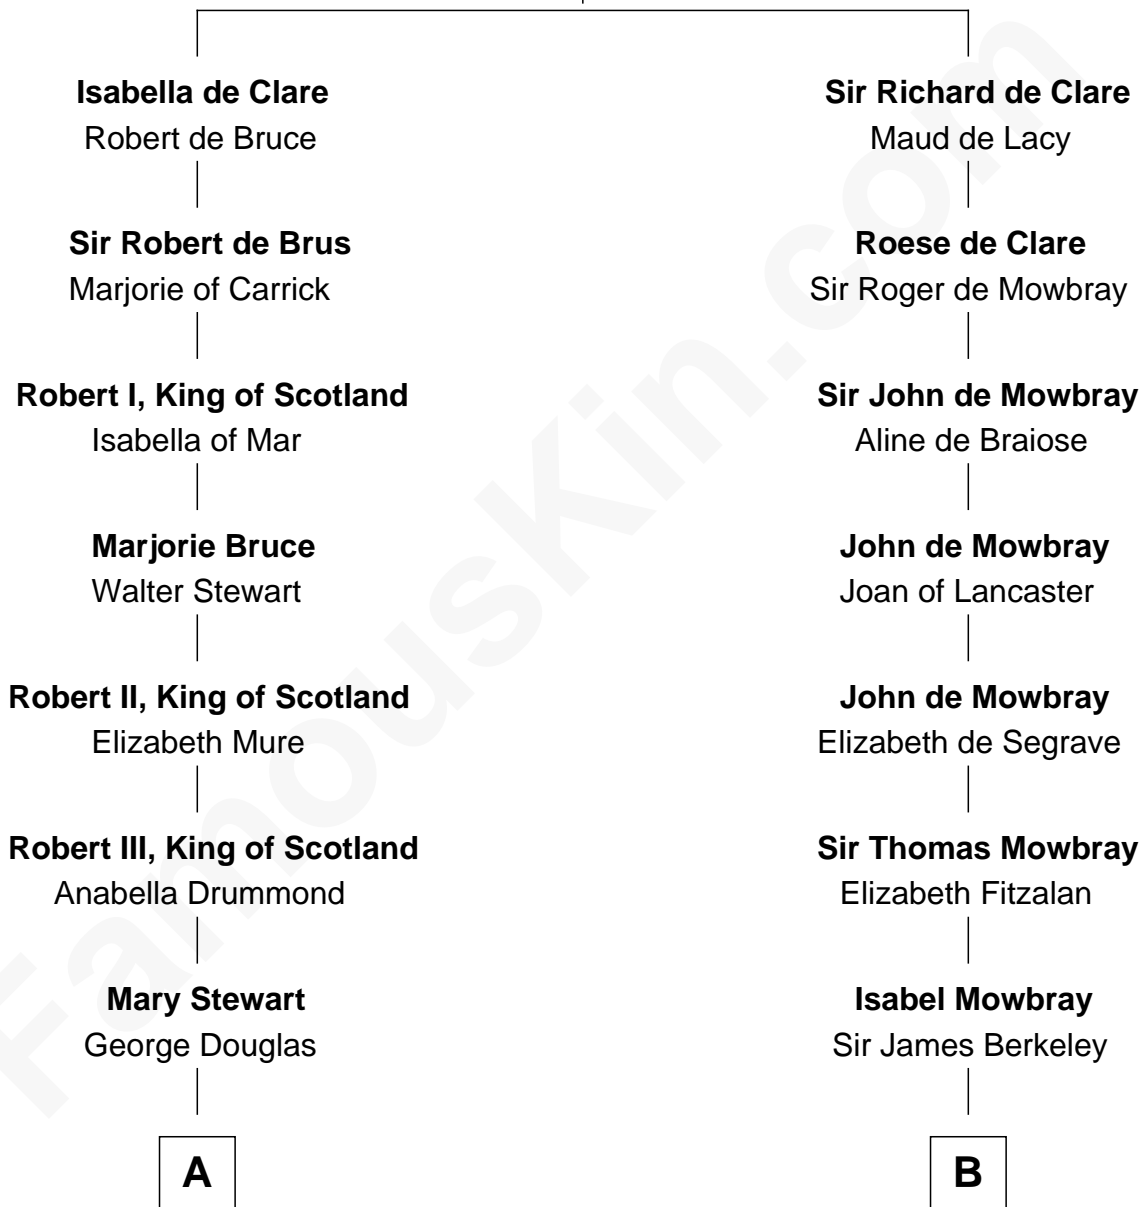 Isabella de Clare
Robert de Bruce
Sir Robert de Brus
Marjorie of Carrick
Robert I, King of Scotland
Isabella of Mar
Marjorie Bruce
Walter Stewart
Robert II, King of Scotland
Elizabeth Mure
Robert III, King of Scotland
Anabella Drummond
Mary Stewart
George Douglas
A
Sir Richard de Clare
Maud de Lacy
Roese de Clare
Sir Roger de Mowbray
Sir John de Mowbray
Aline de Braiose
John de Mowbray
Joan of Lancaster
John de Mowbray
Elizabeth de Segrave
Sir Thomas Mowbray
Elizabeth Fitzalan
Isabel Mowbray
Sir James Berkeley
B
FamousKin.com